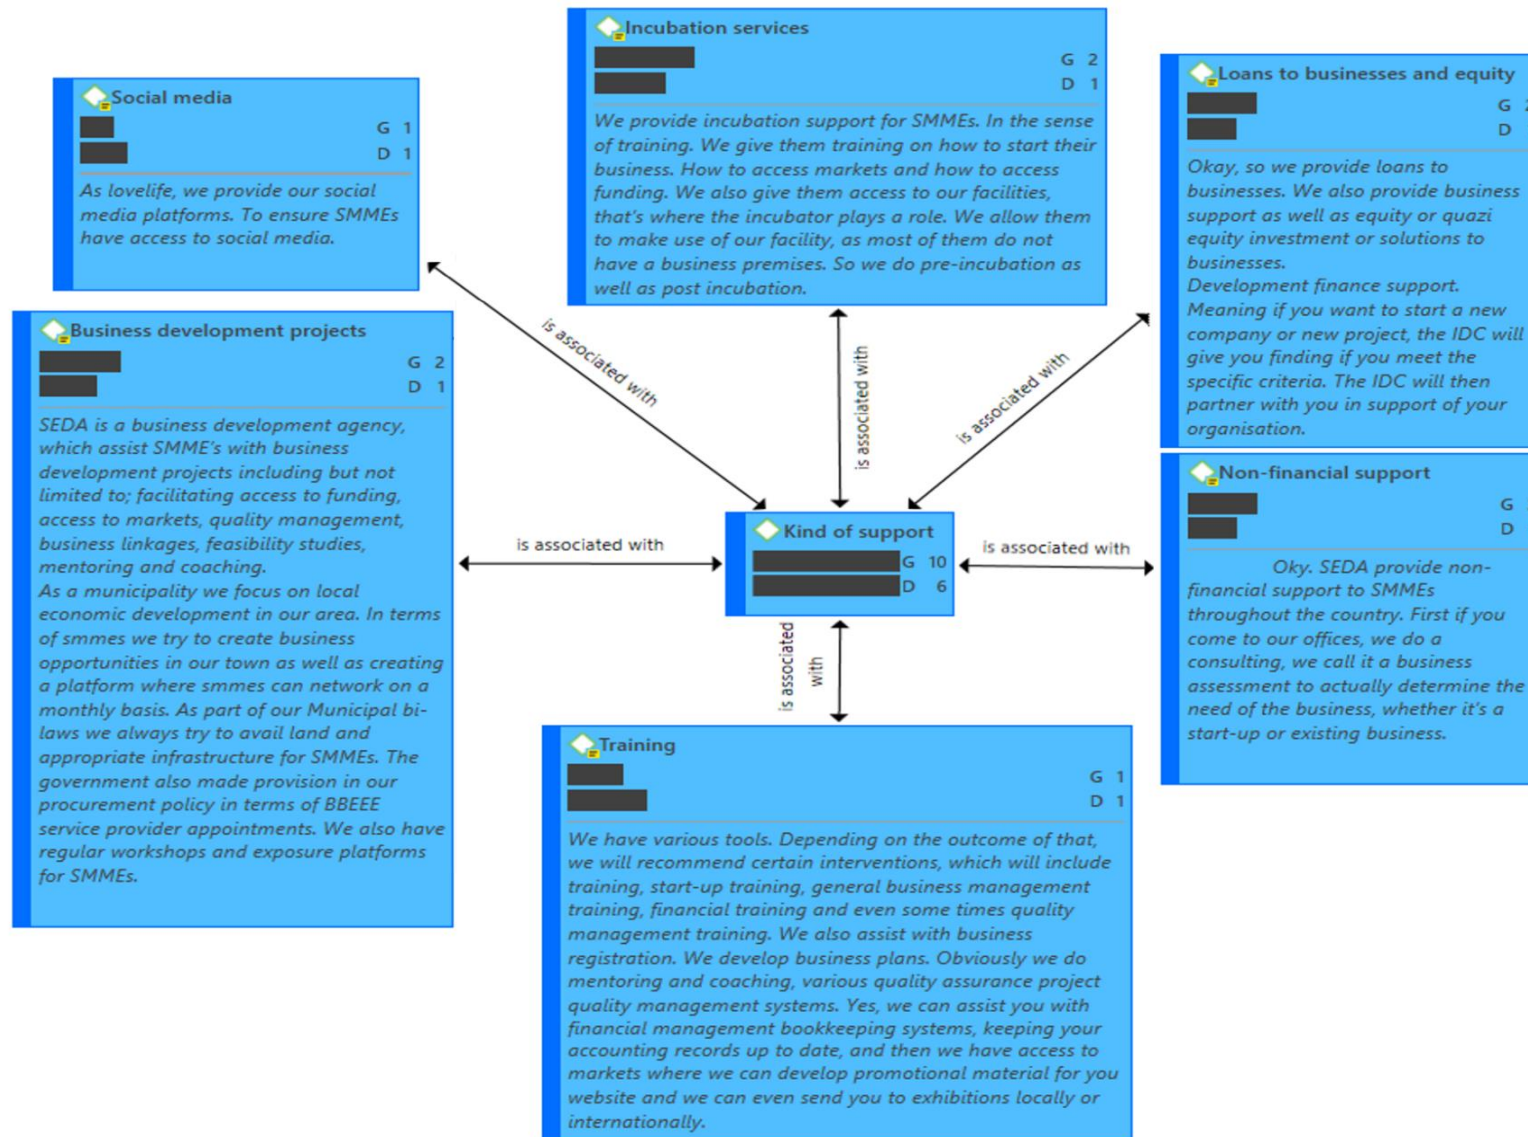 Incubation services
G 2
D 1
We provide incubation support for SMMEs. In the sense
of training. We give them training on how to start their
business. How to access markets and how to access
funding. We also give them access to our facilities,
that's where the incubator plays a role. We allow them
to make use of our facility, as most of them do not
have a business premises. So we do pre-incubation as
well as post incubation.
Social media
G 1
D 1
As lovelife, we provide our social
media platforms. To ensure SMMEs
have access to social media.
Loans to businesses and equity
G
D
Okay, so we provide loans to
businesses. We also provide business
support as well as equity or quazi
equity investment or solutions to
businesses.
Development finance support.
Meaning if you want to start a new
company or new project, the IDC will
give you finding if you meet the
specific criteria. The IDC will then
partner with you in support of your
organisation.
Business development projects
G 2
D 1
SEDA is a business development agency,
which assist SMME's with business
development projects including but not
limited to; facilitating access to funding,
access to markets, quality management,
business linkages, feasibility studies,
mentoring and coaching.
As a municipality we focus on local
economic development in our area. In terms
of smmes we try to create business
opportunities in our town as well as creating
a platform where smmes can network on a
monthly basis. As part of our Municipal bi-
laws we always try to avail land and
appropriate infrastructure for SMMEs. The
government also made provision in our
procurement policy in terms of BBEEE
service provider appointments. We also have
regular workshops and exposure platforms
for SMMEs.
is associated with
is associated with
is associated with
is associated with
is associated with
is associated
with
Kind of support
G 10
D 6
Non-financial support
G
D
Oky. SEDA provide non-
financial support to SMMEs
throughout the country. First if you
come to our offices, we do a
consulting, we call it a business
assessment to actually determine the
need of the business, whether it's a
start-up or existing business.
Training
G 1
D 1
We have various tools. Depending on the outcome of that,
we will recommend certain interventions, which will include
training, start-up training, general business management
training, financial training and even some times quality
management training. We also assist with business
registration. We develop business plans. Obviously we do
mentoring and coaching, various quality assurance project
quality management systems. Yes, we can assist you with
financial management bookkeeping systems, keeping your
accounting records up to date, and then we have access to
markets where we can develop promotional material for you
website and we can even send you to exhibitions locally or
internationally.